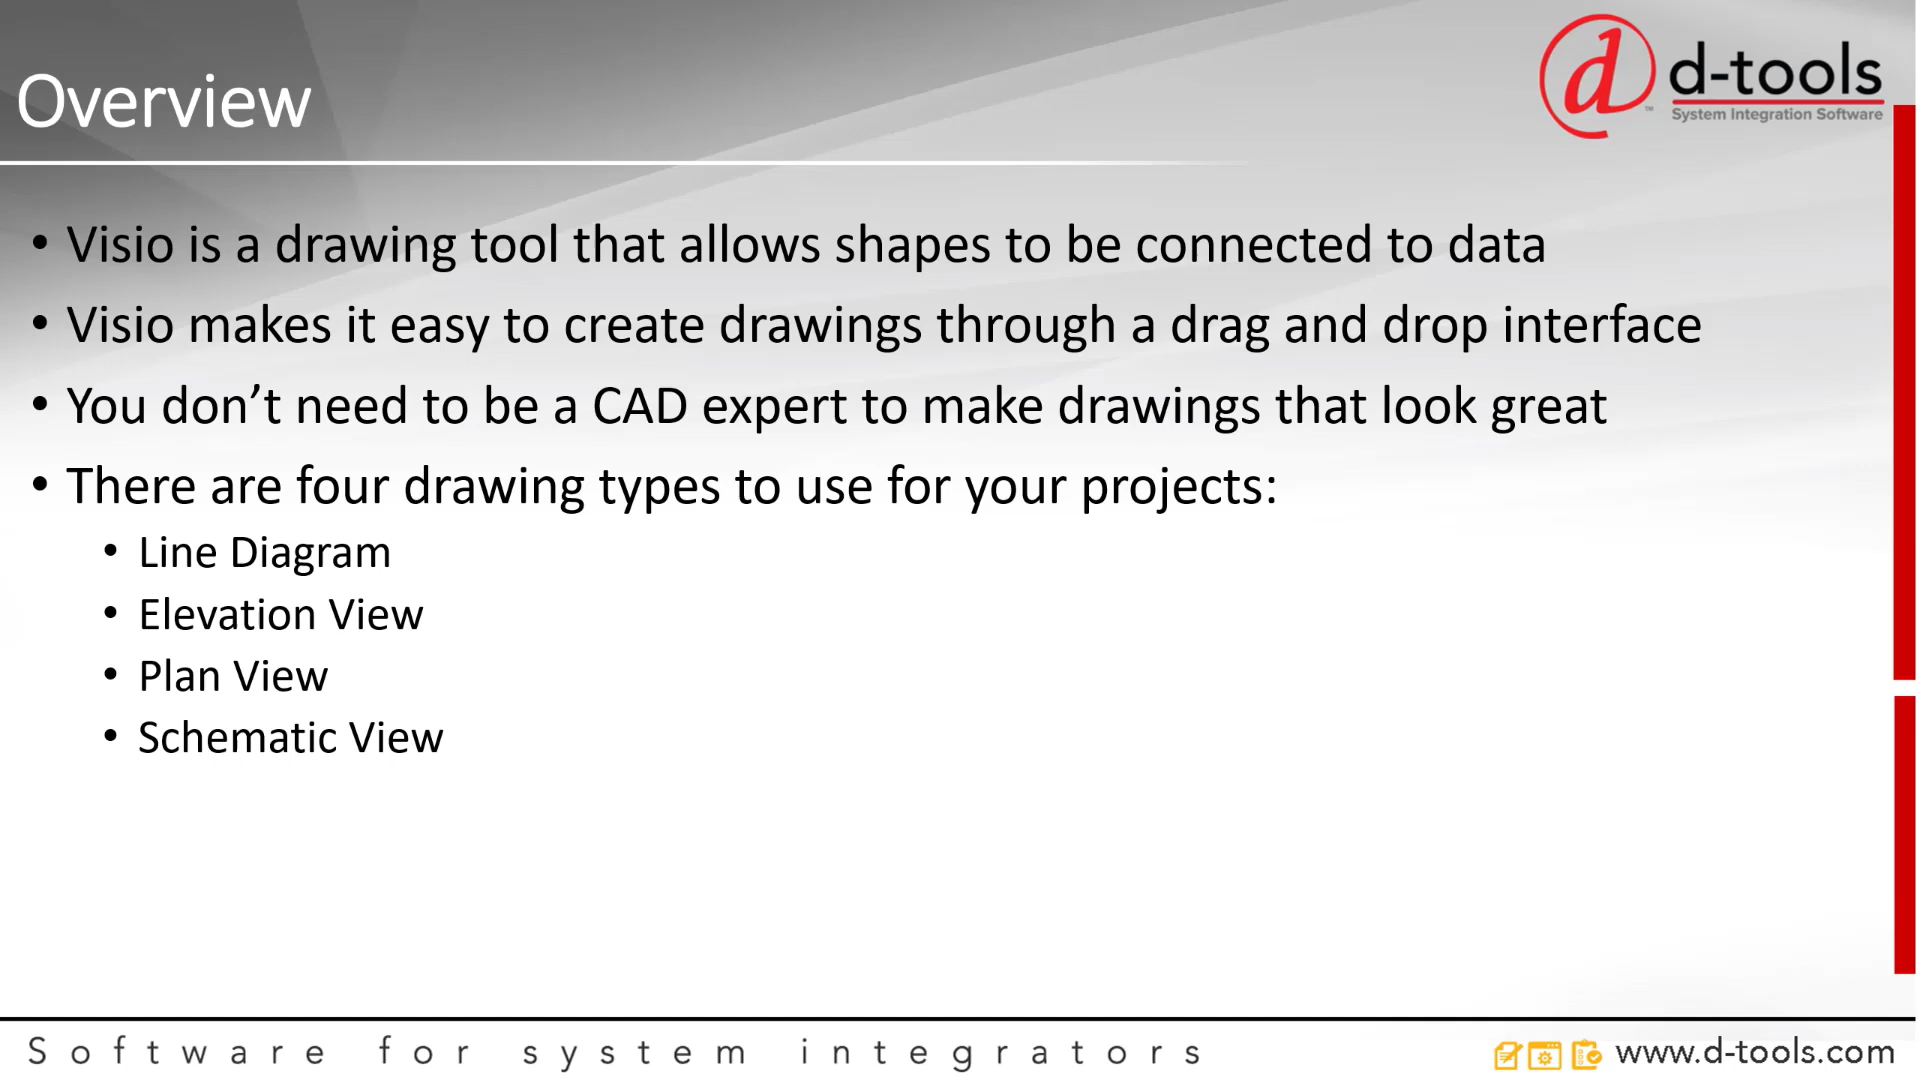 Overview
d-tools
System Integration Software
• Visio is a drawing tool that allows shapes to be connected to data
• Visio makes it easy to create drawings through a drag and drop interface
• You don’t need to be a CAD expert to make drawings that look great
• There are four drawing types to use for your projects:
• Line Diagram
• Elevation View
• Plan View
• Schematic View
Software for system integrators
www.d-tools.com